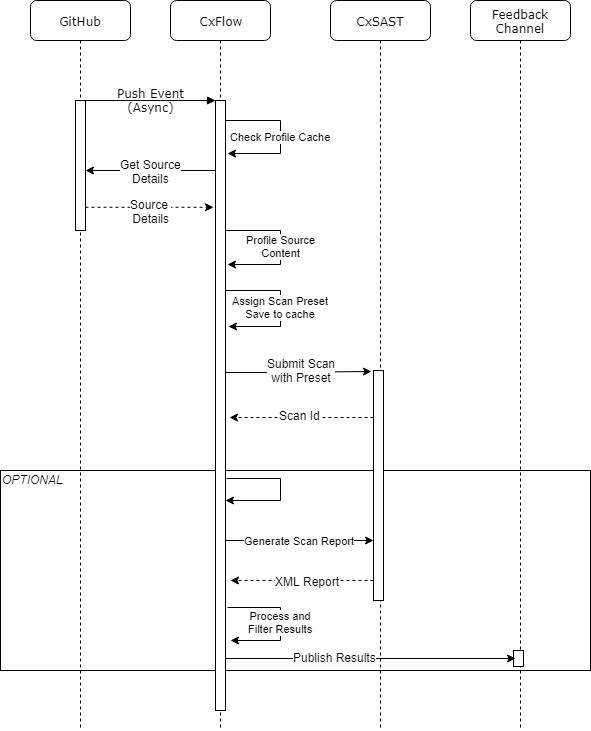 GitHub
CxFlow
CxSAST
Feedback
Channel
Push Event
(Async)
Check Profile Cache
Get Source
Details
Source
Details
Profile Source
Content
Assign Scan Preset
Save to cache
Submit Scan
with Preset
Scan Id
OPTIONAL
Generate Scan Report
XML Report
Process and
Filter Results
Publish Results